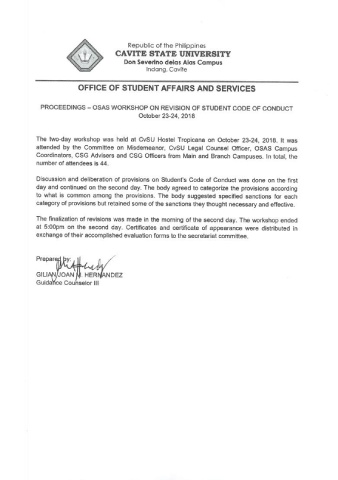 Republic of the Philippines
CAVITE STATE UNIVERSITY
Don Severino delas Alas Campus
Indang, Cavite
OFFICE OF STUDENT AFFAIRS AND SERVICES
PROCEEDINGS – OSAS WORKSHOP ON REVISION OF STUDENT CODE OF CONDUCT
October 23-24, 2018
The two-day workshop was held at CvSU Hostel Tropicana on October 23-24, 2018. It was
attended by the Committee on Misdemeanor, CvSU Legal Counsel Officer, OSAS Campus
Coordinators, CSG Advisers and CSG Officers from Main and Branch Campuses. In total, the
number of attendees is 44.
Discussion and deliberation of provisions on Student's Code of Conduct was done on the first
day and continued on the second day. The body agreed to categorize the provisions according
to what is common among the provisions. The body suggested specified sanctions for each
category of provisions but retained some of the sanctions they thought necessary and effective.
The finalization of revisions was made in the morning of the second day. The workshop ended
at 5:00pm on the second day. Certificates and certificate of appearance were distributed in
exchange of their accomplished evaluation forms to the secretariat committee.
Prepared by:
GILIAN JOAN M. HERNANDEZ
Guidance Counselor III